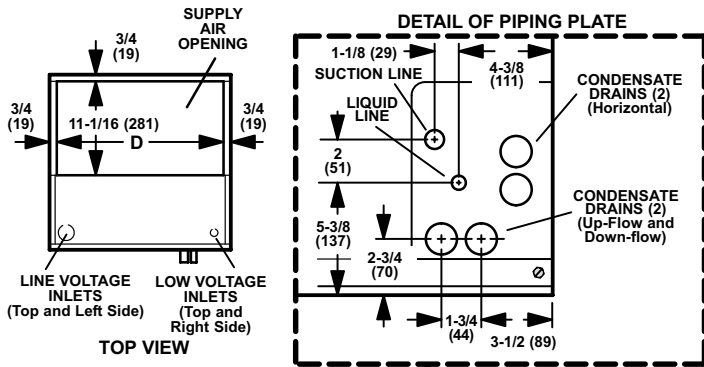 SUPPLY
AIR
OPENING
3/4
(19)
3/4
(19)
11-1/16 (281)
D
3/4
(19)
LINE VOLTAGE
INLETS
(Top and Left Side)
LOW VOLTAGE
INLETS
(Top and
Right Side)
TOP VIEW
DETAIL OF PIPING PLATE
1-1/8 (29)
4-3/8
(111)
SUCTION LINE
LIQUID
LINE
CONDENSATE
DRAINS (2)
(Horizontal)
2
(51)
5-3/8
(137)
2-3/4
(70)
CONDENSATE
DRAINS (2)
(Up-Flow and
Down-flow)
1-3/4
(44)
3-1/2 (89)